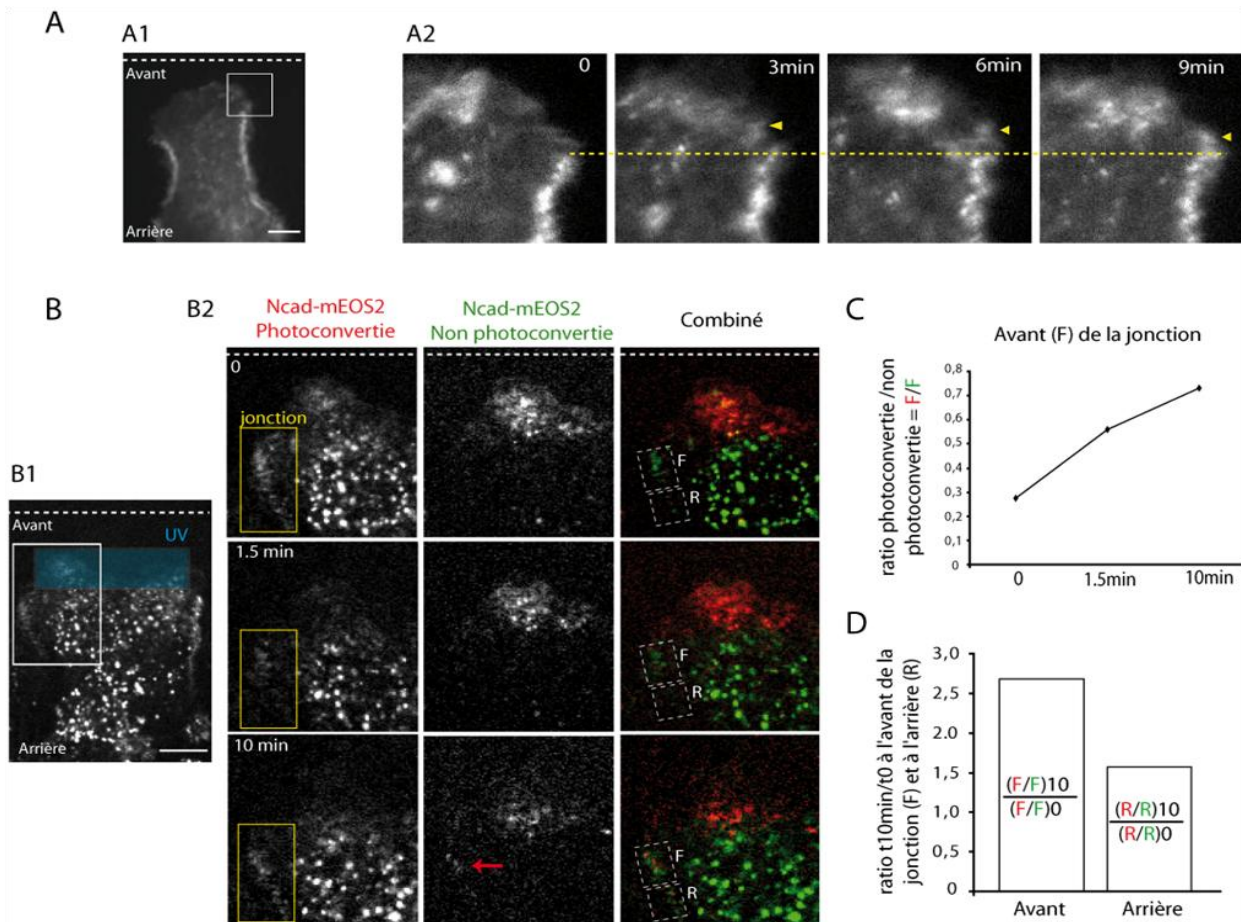 A
A1
Avant
Arrière
A2
0
3min
6min
9min
B
B1
Avant
UV
Arrière
B2
Ncad-mEOS2
Photoconvertie
Ncad-mEOS2
Non photoconvertie
Combiné
0
jonction
F
R
1.5 min
F
R
10 min
F
R
C
Avant (F) de la jonction
ratio photoconvertie /non
photoconvertie = F/F
0,8
0,7
0,6
0,5
0,4
0,3
0,2
0,1
0
0
1.5min
10min
D
ratio t10min/t0 à l'avant de la
jonction (F) et à l'arrière (R)
3,0
2,5
2,0
1,5
1,0
0,5
0
(F/F)10
(F/F)0
(R/R)10
(R/R)0
Avant
Arrière